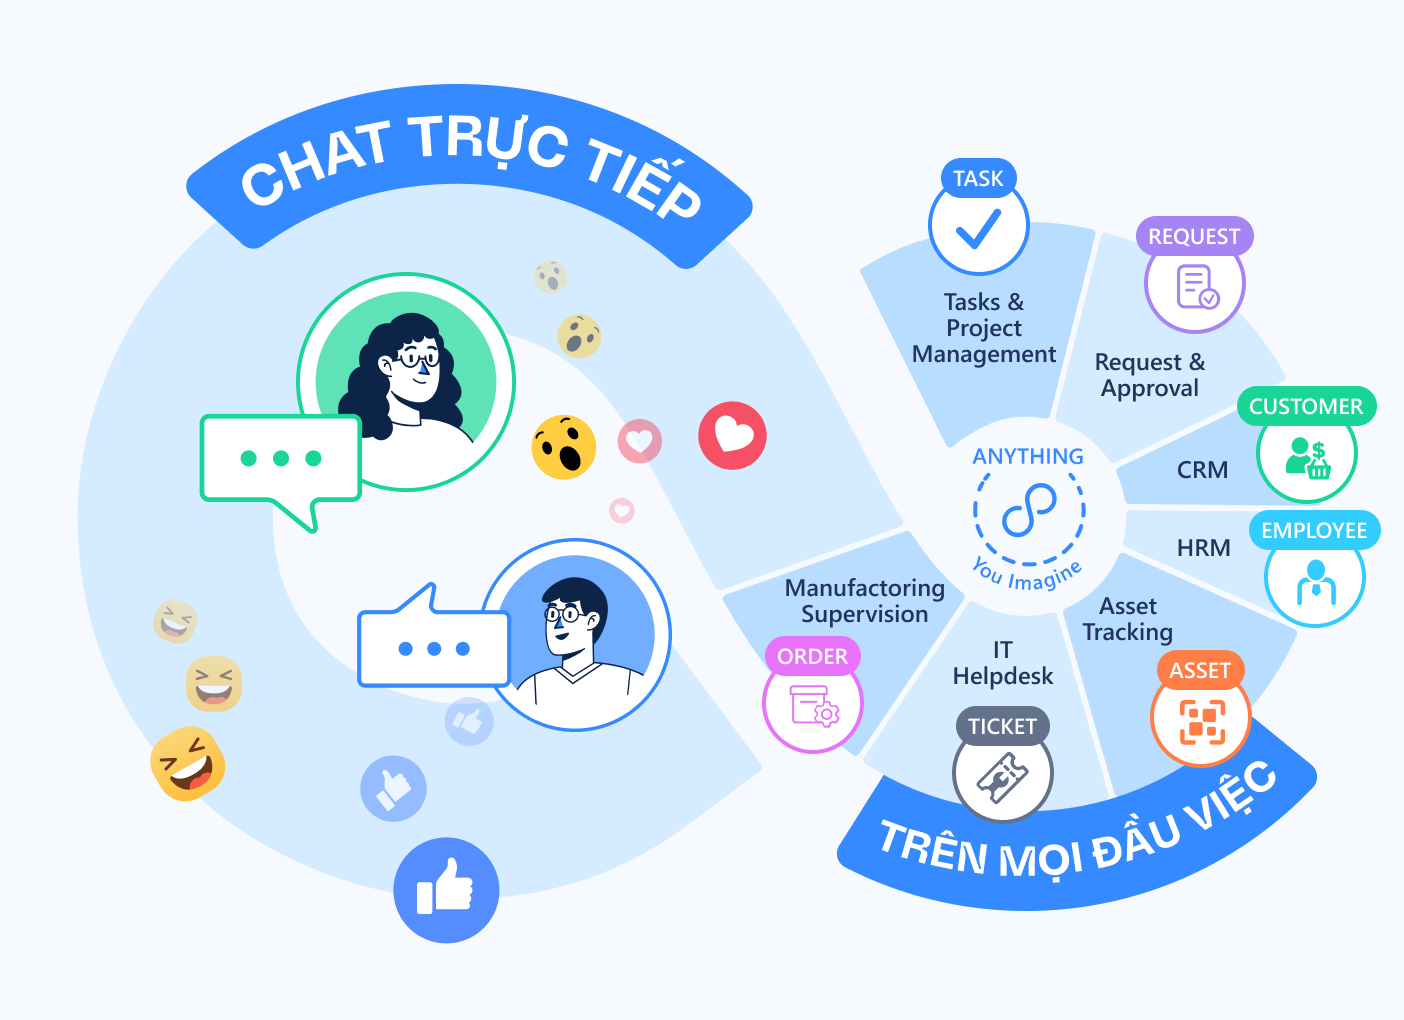 CHAT TRỰC TIẾP
TASK
Tasks &
Project
Management
REQUEST
Request &
Approval
CUSTOMER
CRM
EMPLOYEE
HRM
ANYTHING
You Imagine
Asset
Tracking
ASSET
IT
Helpdesk
TICKET
Manufactoring
Supervision
ORDER
TRÊN MỌI ĐẦU VIỆC